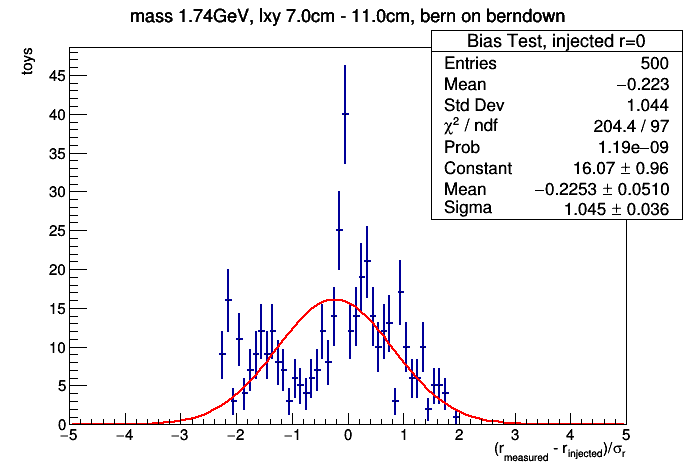 mass 1.74GeV, lxy 7.0cm - 11.0cm, bern on berndown
toys
Bias Test, injected r=0
Entries 500
Mean −0.223
Std Dev 1.044
χ² / ndf 204.4 / 97
Prob 1.19e−09
Constant 16.07 ± 0.96
Mean −0.2253 ± 0.0510
Sigma 1.045 ± 0.036
45
40
35
30
25
20
15
10
5
0
−5 −4 −3 −2 −1 0 1 2 3 4 5
(r_measured - r_injected)/σ_r